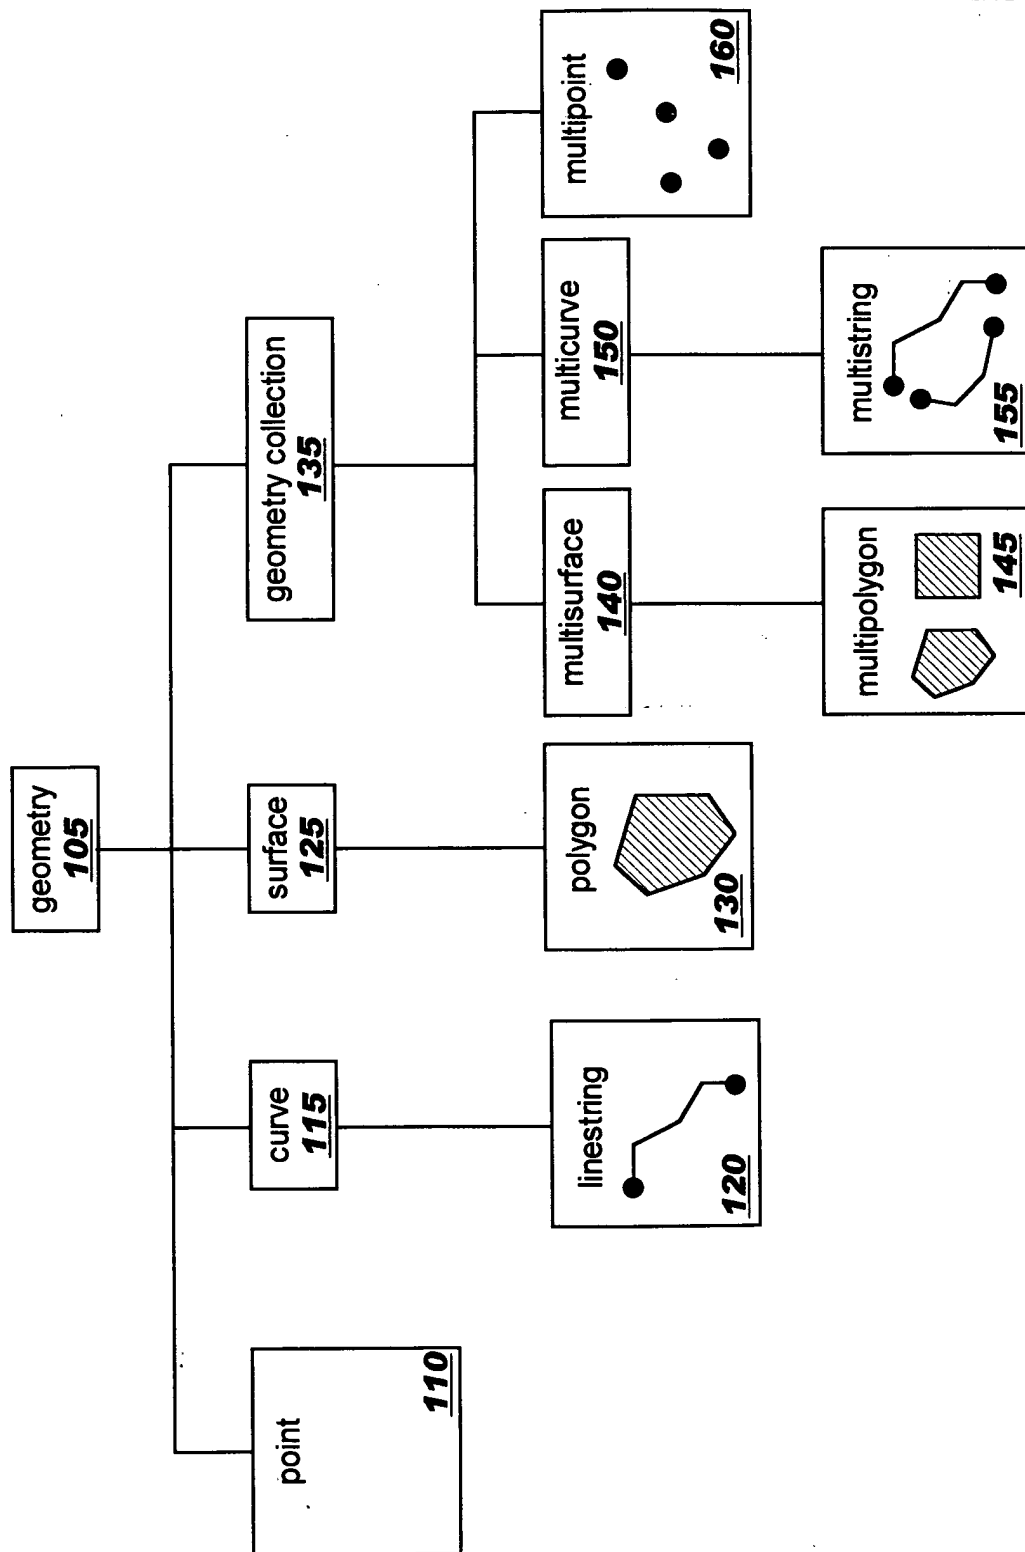 geometry
105
point
110
curve
115
linestring
120
surface
125
polygon
130
geometry collection
135
multisurface
140
multipolygon
145
multicurve
150
multistring
155
multipoint
160